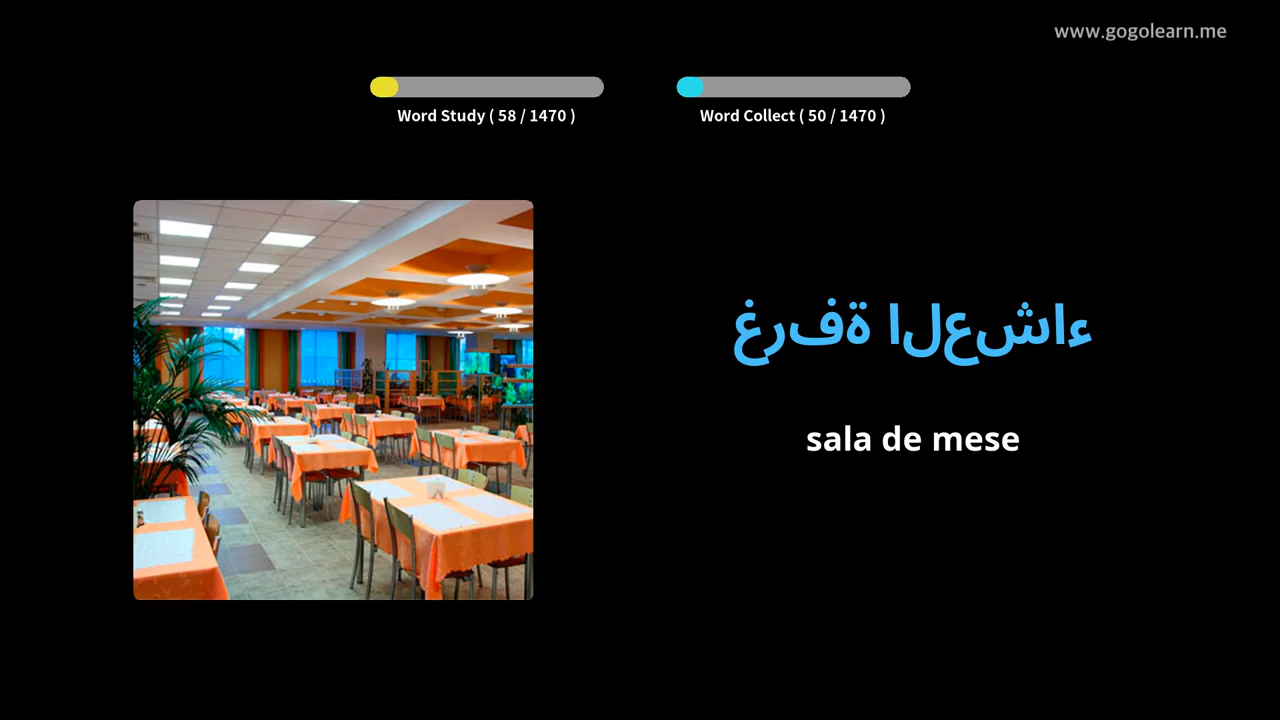 www.gogolearn.me
Word Study ( 58 / 1470 )
Word Collect ( 50 / 1470 )
غرفة العشاء
sala de mese